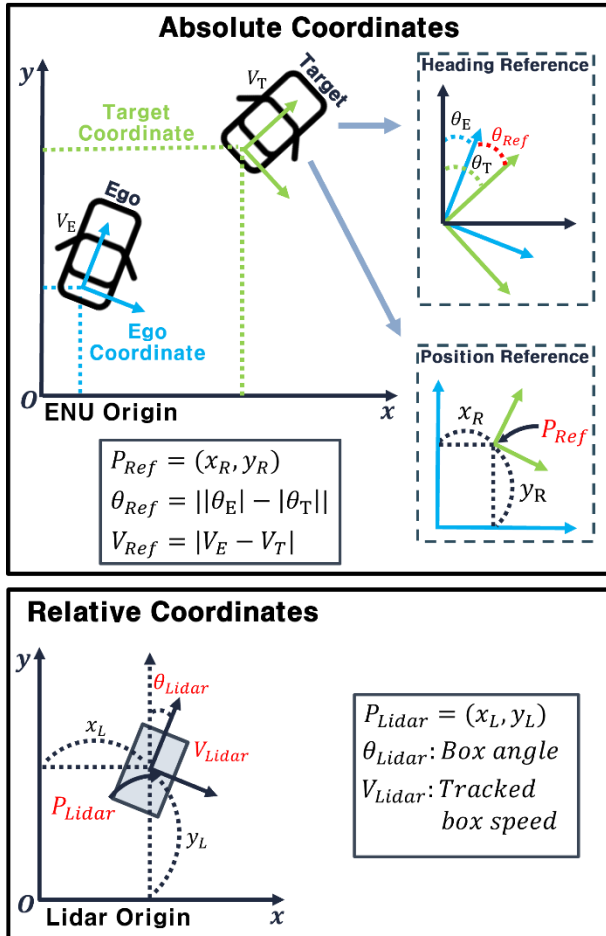 Absolute Coordinates
y
V_T
Target
Target
Coordinate
Ego
V_E
Ego
Coordinate
O
ENU Origin
x
Heading Reference
θ_E
θ_Ref
θ_T
Position Reference
x_R
P_Ref
y_R
P_Ref = (x_R, y_R)
θ_Ref = ||θ_E| − |θ_T||
V_Ref = |V_E − V_T|
Relative Coordinates
y
θ_Lidar
x_L
V_Lidar
P_Lidar
y_L
O
Lidar Origin
x
P_Lidar = (x_L, y_L)
θ_Lidar: Box angle
V_Lidar: Tracked
box speed